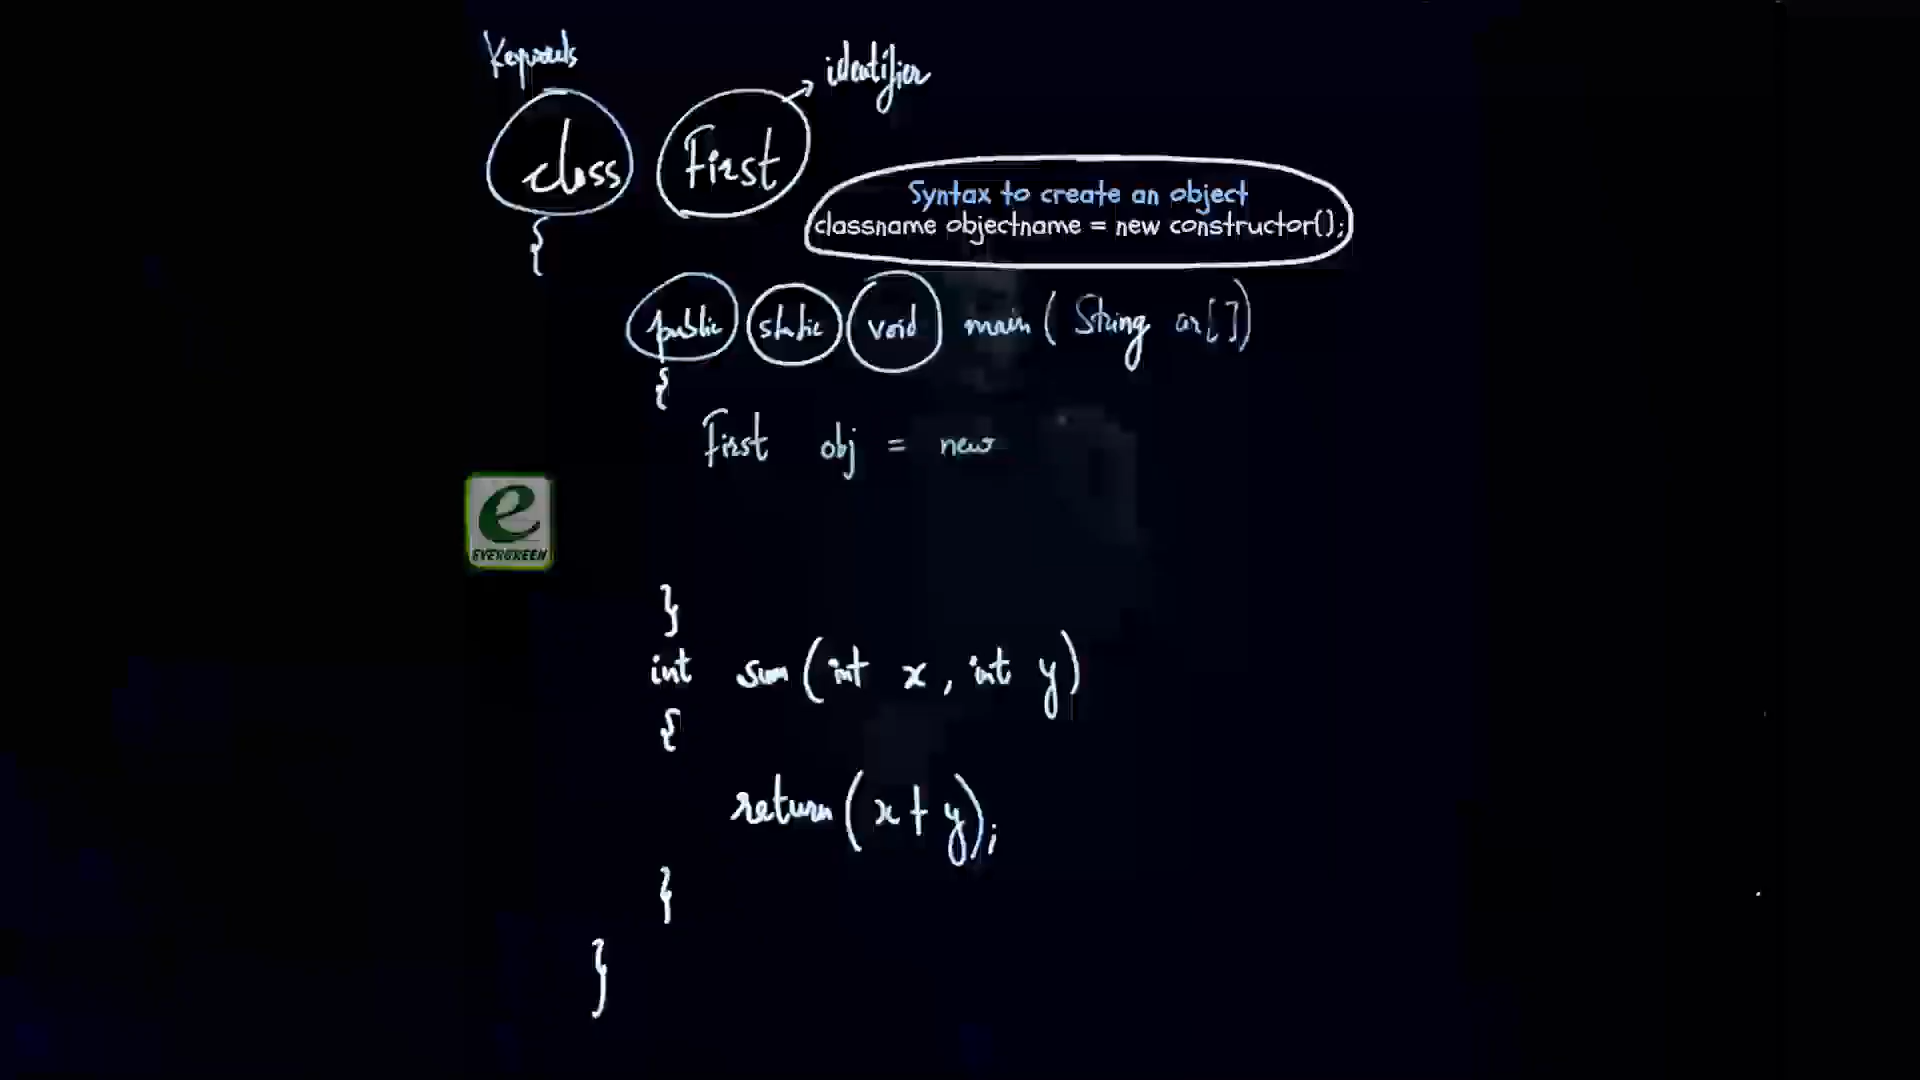 Keywords
identifier
class First
Syntax to create an object
classname objectname = new constructor();
{
public static void main ( String ar[ ])
{
First obj = new
e
EVERGREEN
}
int sum (int x , int y)
{
return (x + y);
}
}